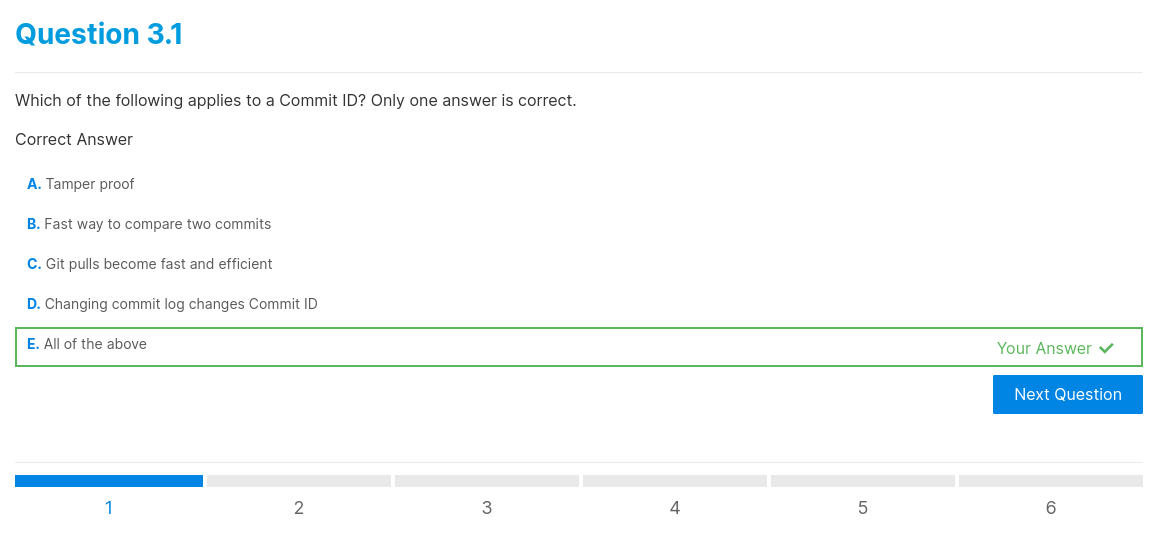 Question 3.1
Which of the following applies to a Commit ID? Only one answer is correct.
Correct Answer
A. Tamper proof
B. Fast way to compare two commits
C. Git pulls become fast and efficient
D. Changing commit log changes Commit ID
E. All of the above
Your Answer ✓
Next Question
1 2 3 4 5 6